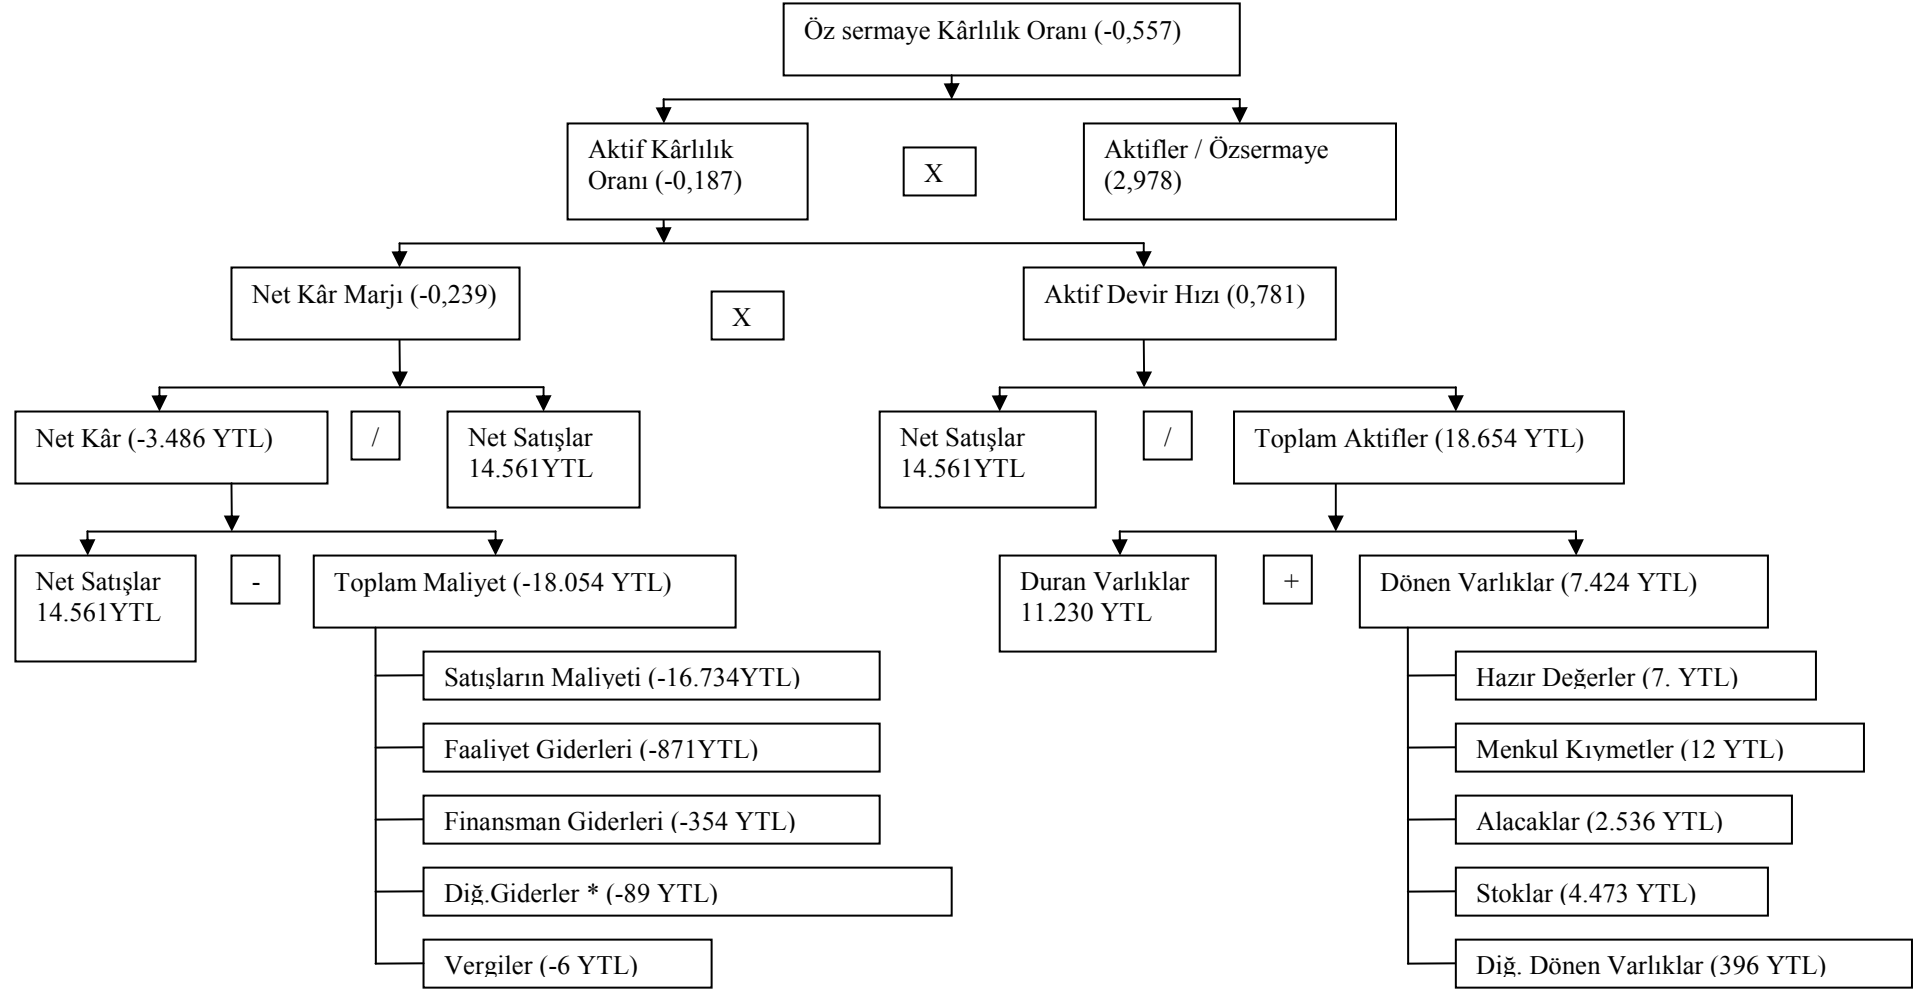 Öz sermaye Kârlılık Oranı (-0,557)
Aktif Kârlılık
Oranı (-0,187)
X
Aktifler / Özsermaye
(2,978)
Net Kâr Marjı (-0,239)
X
Aktif Devir Hızı (0,781)
Net Kâr (-3.486 YTL)
/
Net Satışlar
14.561YTL
Net Satışlar
14.561YTL
/
Toplam Aktifler (18.654 YTL)
Net Satışlar
14.561YTL
-
Toplam Maliyet (-18.054 YTL)
Duran Varlıklar
11.230 YTL
+
Dönen Varlıklar (7.424 YTL)
Satışların Maliyeti (-16.734YTL)
Faaliyet Giderleri (-871YTL)
Finansman Giderleri (-354 YTL)
Diğ.Giderler * (-89 YTL)
Vergiler (-6 YTL)
Hazır Değerler (7. YTL)
Menkul Kıymetler (12 YTL)
Alacaklar (2.536 YTL)
Stoklar (4.473 YTL)
Diğ. Dönen Varlıklar (396 YTL)